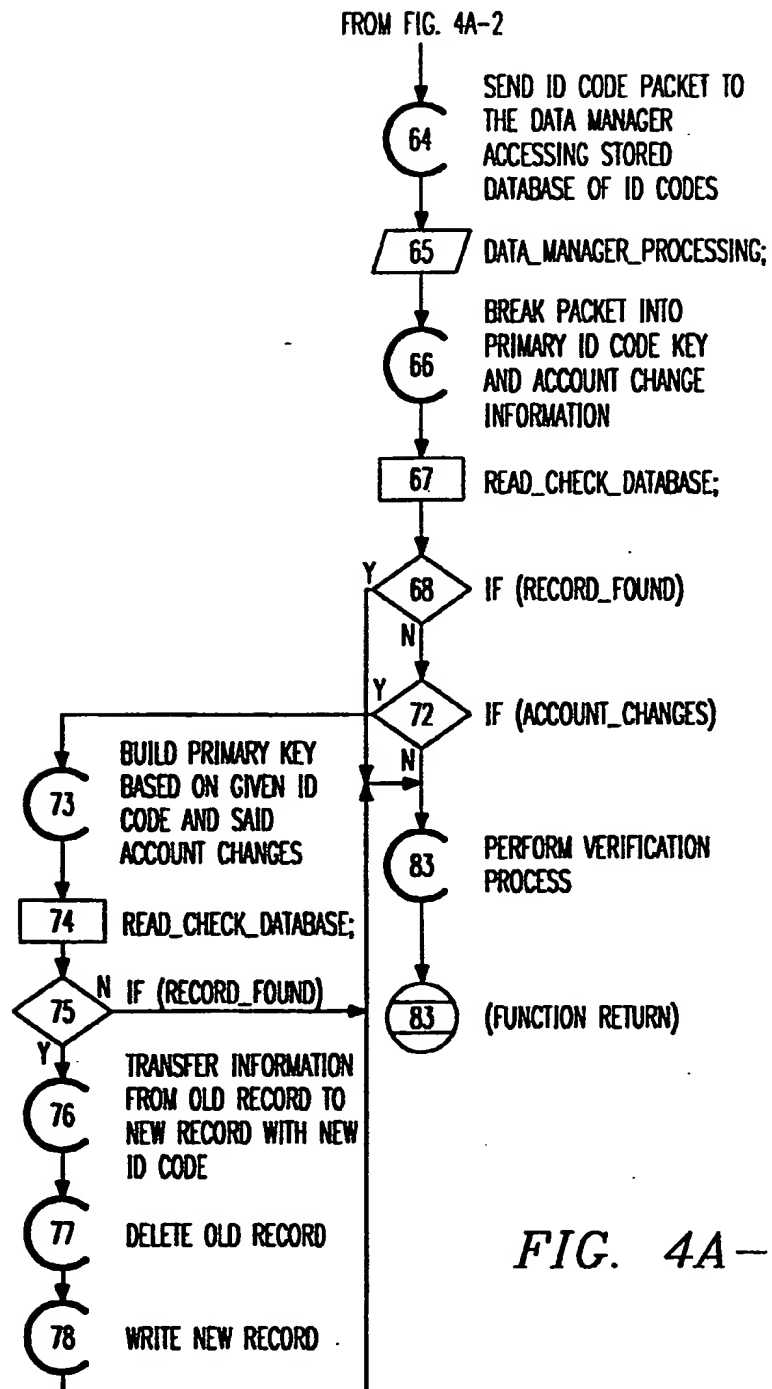 FROM FIG. 4A-2
64
SEND ID CODE PACKET TO
THE DATA MANAGER
ACCESSING STORED
DATABASE OF ID CODES
65
DATA_MANAGER_PROCESSING;
66
BREAK PACKET INTO
PRIMARY ID CODE KEY
AND ACCOUNT CHANGE
INFORMATION
67
READ_CHECK_DATABASE;
Y
68
IF (RECORD_FOUND)
N
Y
72
IF (ACCOUNT_CHANGES)
N
73
BUILD PRIMARY KEY
BASED ON GIVEN ID
CODE AND SAID
ACCOUNT CHANGES
83
PERFORM VERIFICATION
PROCESS
74
READ_CHECK_DATABASE;
75
N
IF (RECORD_FOUND)
Y
83
(FUNCTION RETURN)
76
TRANSFER INFORMATION
FROM OLD RECORD TO
NEW RECORD WITH NEW
ID CODE
77
DELETE OLD RECORD
78
WRITE NEW RECORD
FIG. 4A-